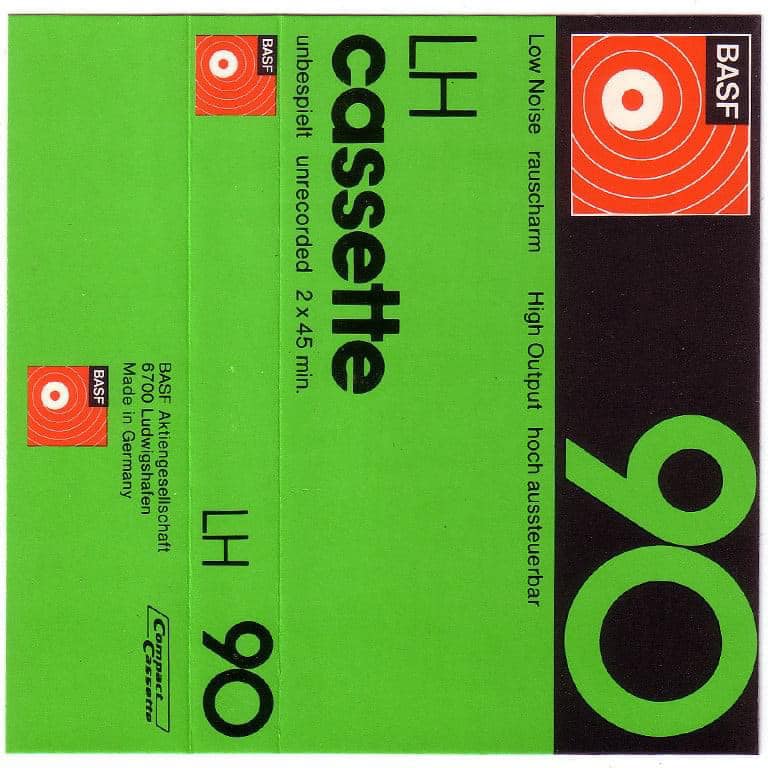 BASF
90
Low Noise rauscharm High Output hoch aussteuerbar
LH
cassette
unbespielt unrecorded 2 x 45 min.
BASF
LH 90
BASF
BASF Aktiengesellschaft
6700 Ludwigshafen
Made in Germany
Compact
Cassette